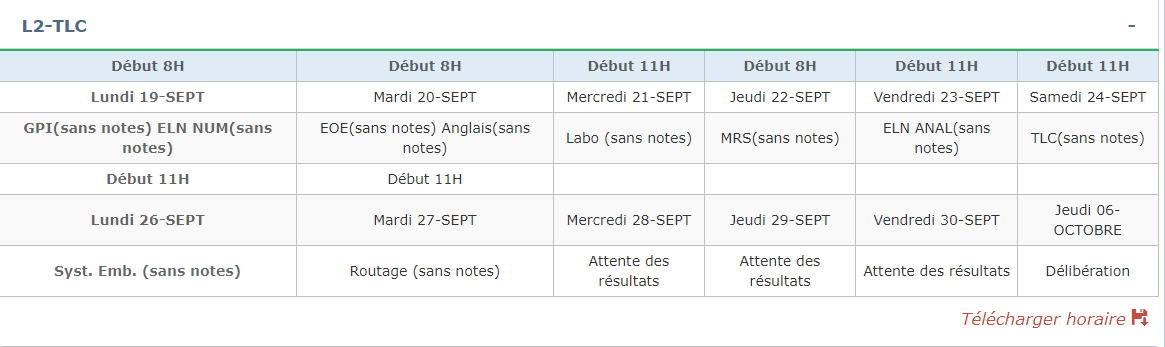 L2-TLC
-
Début 8H Début 8H Début 11H Début 8H Début 11H Début 11H
Lundi 19-SEPT Mardi 20-SEPT Mercredi 21-SEPT Jeudi 22-SEPT Vendredi 23-SEPT Samedi 24-SEPT
GPI(sans notes) ELN NUM(sans
notes)
EOE(sans notes) Anglais(sans
notes)
Labo (sans notes)
MRS(sans notes)
ELN ANAL(sans
notes)
TLC(sans notes)
Début 11H Début 11H
Lundi 26-SEPT Mardi 27-SEPT Mercredi 28-SEPT Jeudi 29-SEPT Vendredi 30-SEPT
Jeudi 06-
OCTOBRE
Syst. Emb. (sans notes)
Routage (sans notes)
Attente des
résultats
Attente des
résultats
Attente des résultats
Délibération
Télécharger horaire